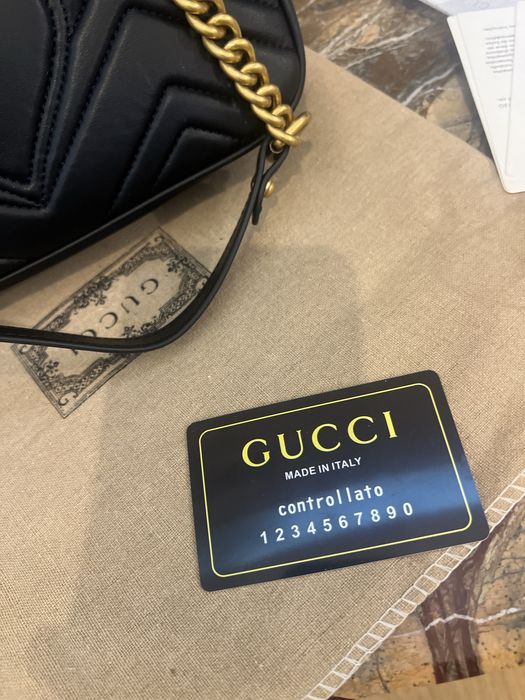 GUCCI
GUCCI
MADE IN ITALY
controllato
1234567890